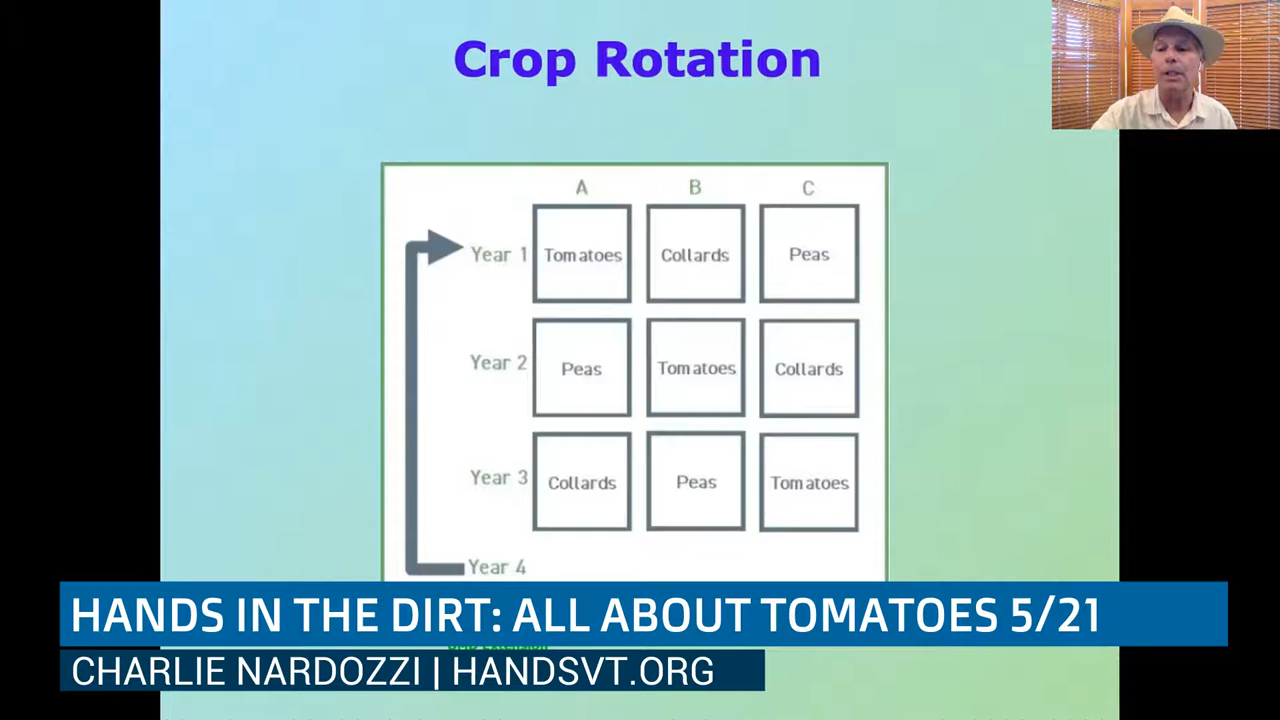 Crop Rotation
A B C
Year 1 Tomatoes Collards Peas
Year 2 Peas Tomatoes Collards
Year 3 Collards Peas Tomatoes
Year 4
HANDS IN THE DIRT: ALL ABOUT TOMATOES 5/21
Extension
CHARLIE NARDOZZI | HANDSVT.ORG